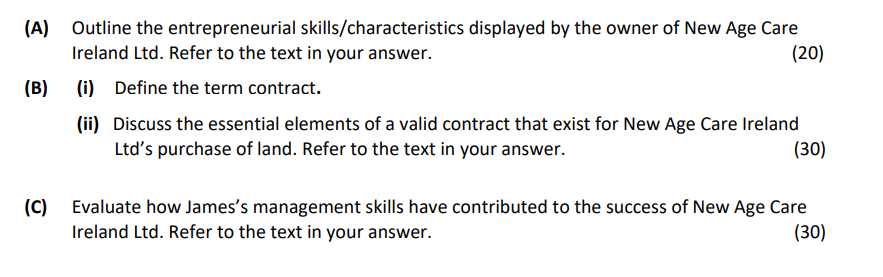 (A) Outline the entrepreneurial skills/characteristics displayed by the owner of New Age Care
Ireland Ltd. Refer to the text in your answer. (20)
(B) (i) Define the term contract.
(ii) Discuss the essential elements of a valid contract that exist for New Age Care Ireland
Ltd’s purchase of land. Refer to the text in your answer. (30)
(C) Evaluate how James’s management skills have contributed to the success of New Age Care
Ireland Ltd. Refer to the text in your answer. (30)